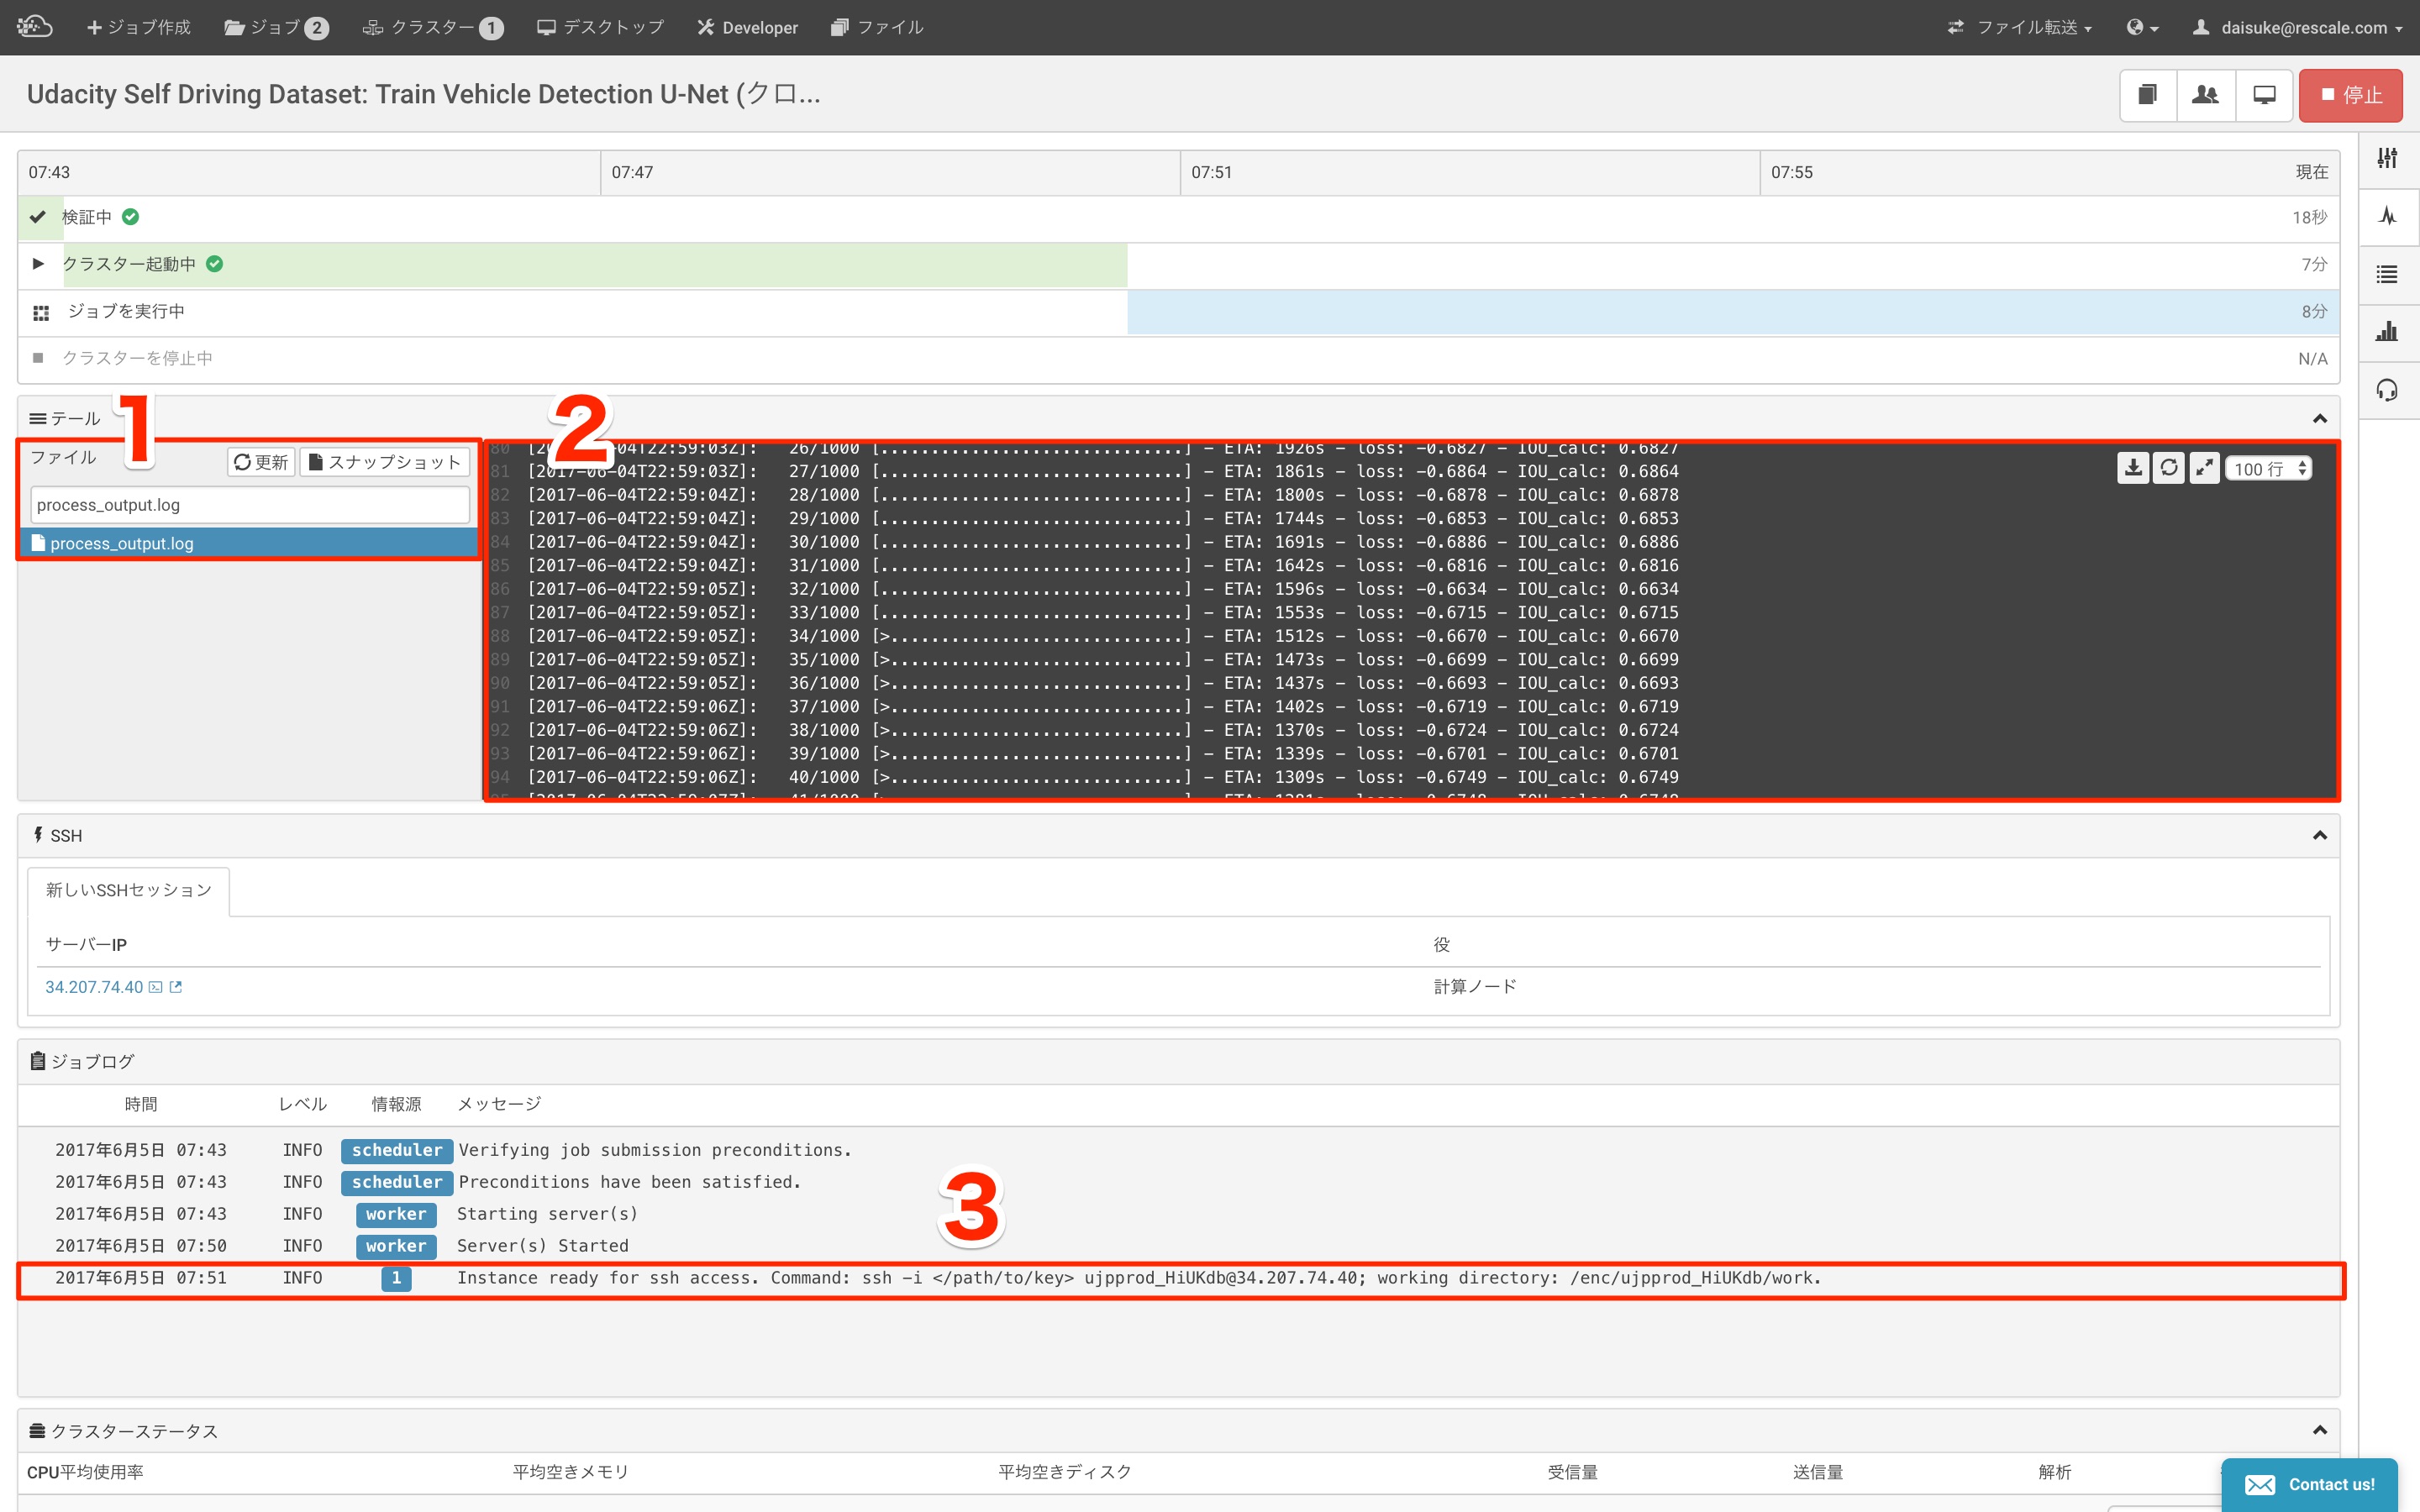 ジョブ作成 ジョブ 2 クラスター 1 デスクトップ Developer ファイル ファイル転送 daisuke@rescale.com
Udacity Self Driving Dataset: Train Vehicle Detection U-Net (クロ... 停止
07:43 07:47 07:51 07:55 現在
検証中 18秒
クラスター起動中 7分
ジョブを実行中 8分
クラスターを停止中 N/A
テール
1
2
ファイル 更新 スナップショット
process_output.log
process_output.log
100 行
80 [2017-06-04T22:59:03Z]: 26/1000 [..............................] - ETA: 1926s - loss: -0.6827 - IOU_calc: 0.6827
81 [2017-06-04T22:59:03Z]: 27/1000 [..............................] - ETA: 1861s - loss: -0.6864 - IOU_calc: 0.6864
82 [2017-06-04T22:59:04Z]: 28/1000 [..............................] - ETA: 1800s - loss: -0.6878 - IOU_calc: 0.6878
83 [2017-06-04T22:59:04Z]: 29/1000 [..............................] - ETA: 1744s - loss: -0.6853 - IOU_calc: 0.6853
84 [2017-06-04T22:59:04Z]: 30/1000 [..............................] - ETA: 1691s - loss: -0.6886 - IOU_calc: 0.6886
85 [2017-06-04T22:59:04Z]: 31/1000 [..............................] - ETA: 1642s - loss: -0.6816 - IOU_calc: 0.6816
86 [2017-06-04T22:59:05Z]: 32/1000 [..............................] - ETA: 1596s - loss: -0.6634 - IOU_calc: 0.6634
87 [2017-06-04T22:59:05Z]: 33/1000 [..............................] - ETA: 1553s - loss: -0.6715 - IOU_calc: 0.6715
88 [2017-06-04T22:59:05Z]: 34/1000 [>.............................] - ETA: 1512s - loss: -0.6670 - IOU_calc: 0.6670
89 [2017-06-04T22:59:05Z]: 35/1000 [>.............................] - ETA: 1473s - loss: -0.6699 - IOU_calc: 0.6699
90 [2017-06-04T22:59:05Z]: 36/1000 [>.............................] - ETA: 1437s - loss: -0.6693 - IOU_calc: 0.6693
91 [2017-06-04T22:59:06Z]: 37/1000 [>.............................] - ETA: 1402s - loss: -0.6719 - IOU_calc: 0.6719
92 [2017-06-04T22:59:06Z]: 38/1000 [>.............................] - ETA: 1370s - loss: -0.6724 - IOU_calc: 0.6724
93 [2017-06-04T22:59:06Z]: 39/1000 [>.............................] - ETA: 1339s - loss: -0.6701 - IOU_calc: 0.6701
94 [2017-06-04T22:59:06Z]: 40/1000 [>.............................] - ETA: 1309s - loss: -0.6749 - IOU_calc: 0.6749
SSH
新しいSSHセッション
サーバーIP 役
34.207.74.40 計算ノード
ジョブログ
時間 レベル 情報源 メッセージ
2017年6月5日 07:43 INFO scheduler Verifying job submission preconditions.
2017年6月5日 07:43 INFO scheduler Preconditions have been satisfied.
2017年6月5日 07:43 INFO worker Starting server(s)
3
2017年6月5日 07:50 INFO worker Server(s) Started
2017年6月5日 07:51 INFO 1 Instance ready for ssh access. Command: ssh -i </path/to/key> ujpprod_HiUKdb@34.207.74.40; working directory: /enc/ujpprod_HiUKdb/work.
クラスターステータス
CPU平均使用率 平均空きメモリ 平均空きディスク 受信量 送信量 解析
Contact us!